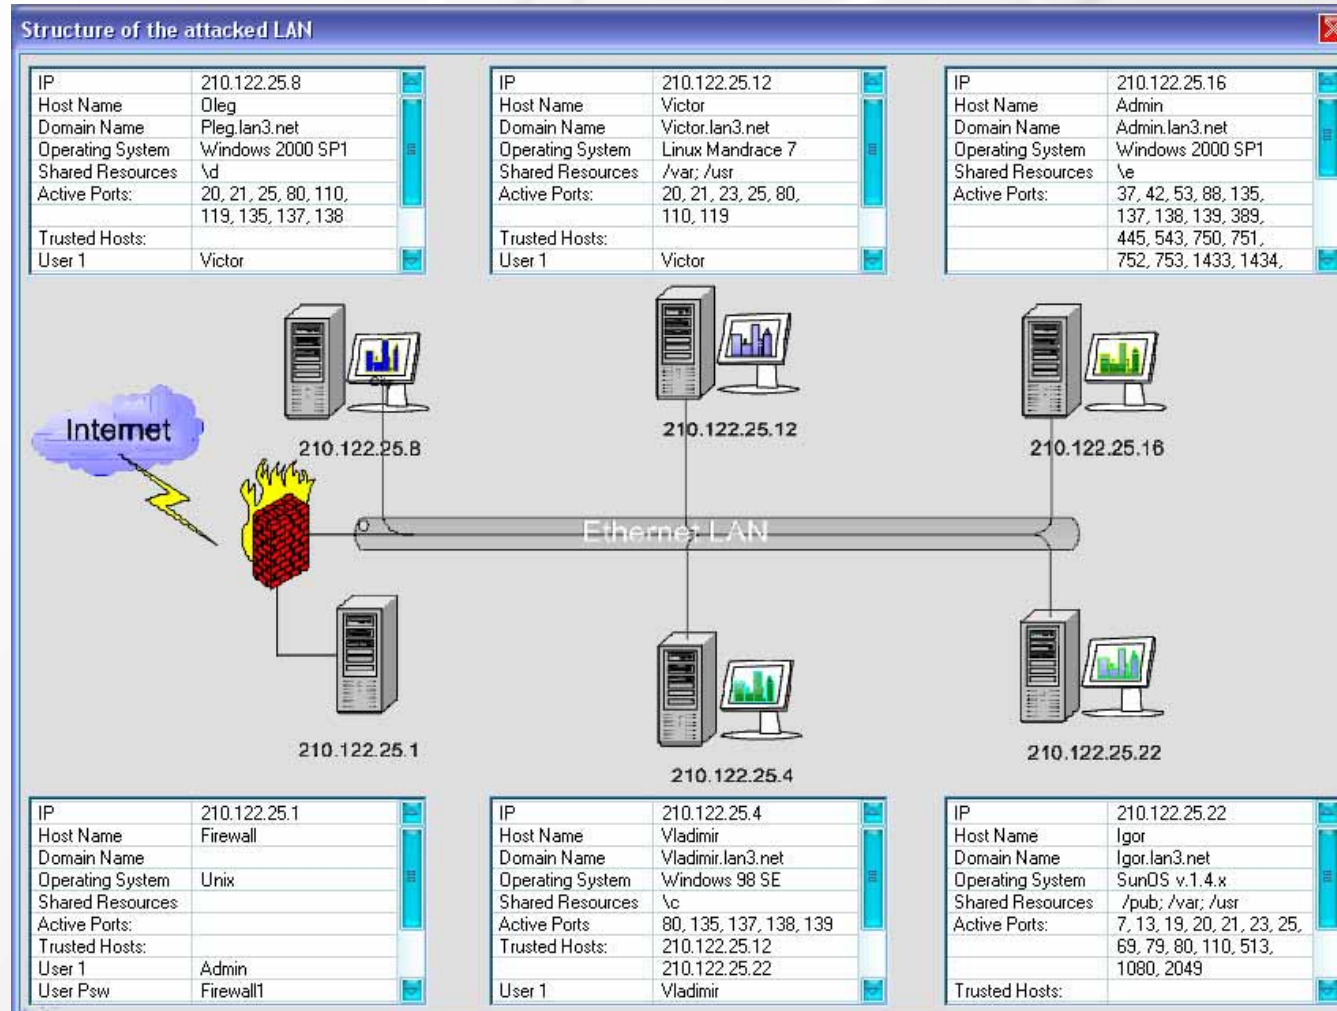 Structure of the attacked LAN
IP 210.122.25.8
Host Name Oleg
Domain Name Pleg.lan3.net
Operating System Windows 2000 SP1
Shared Resources \d
Active Ports: 20, 21, 25, 80, 110,
119, 135, 137, 138
Trusted Hosts:
User 1 Victor
IP 210.122.25.12
Host Name Victor
Domain Name Victor.lan3.net
Operating System Linux Mandrace 7
Shared Resources /var; /usr
Active Ports: 20, 21, 23, 25, 80,
110, 119
Trusted Hosts:
User 1 Victor
IP 210.122.25.16
Host Name Admin
Domain Name Admin.lan3.net
Operating System Windows 2000 SP1
Shared Resources \e
Active Ports: 37, 42, 53, 88, 135,
137, 138, 139, 389,
445, 543, 750, 751,
752, 753, 1433, 1434,
Internet
210.122.25.8
210.122.25.12
210.122.25.16
Ethernet LAN
210.122.25.1
210.122.25.4
210.122.25.22
IP 210.122.25.1
Host Name Firewall
Domain Name
Operating System Unix
Shared Resources
Active Ports:
Trusted Hosts:
User 1 Admin
User Psw Firewall1
IP 210.122.25.4
Host Name Vladimir
Domain Name Vladimir.lan3.net
Operating System Windows 98 SE
Shared Resources \c
Active Ports 80, 135, 137, 138, 139
Trusted Hosts: 210.122.25.12
210.122.25.22
User 1 Vladimir
IP 210.122.25.22
Host Name Igor
Domain Name Igor.lan3.net
Operating System SunOS v.1.4.x
Shared Resources /pub; /var; /usr
Active Ports: 7, 13, 19, 20, 21, 23, 25,
69, 79, 80, 110, 513,
1080, 2049
Trusted Hosts: